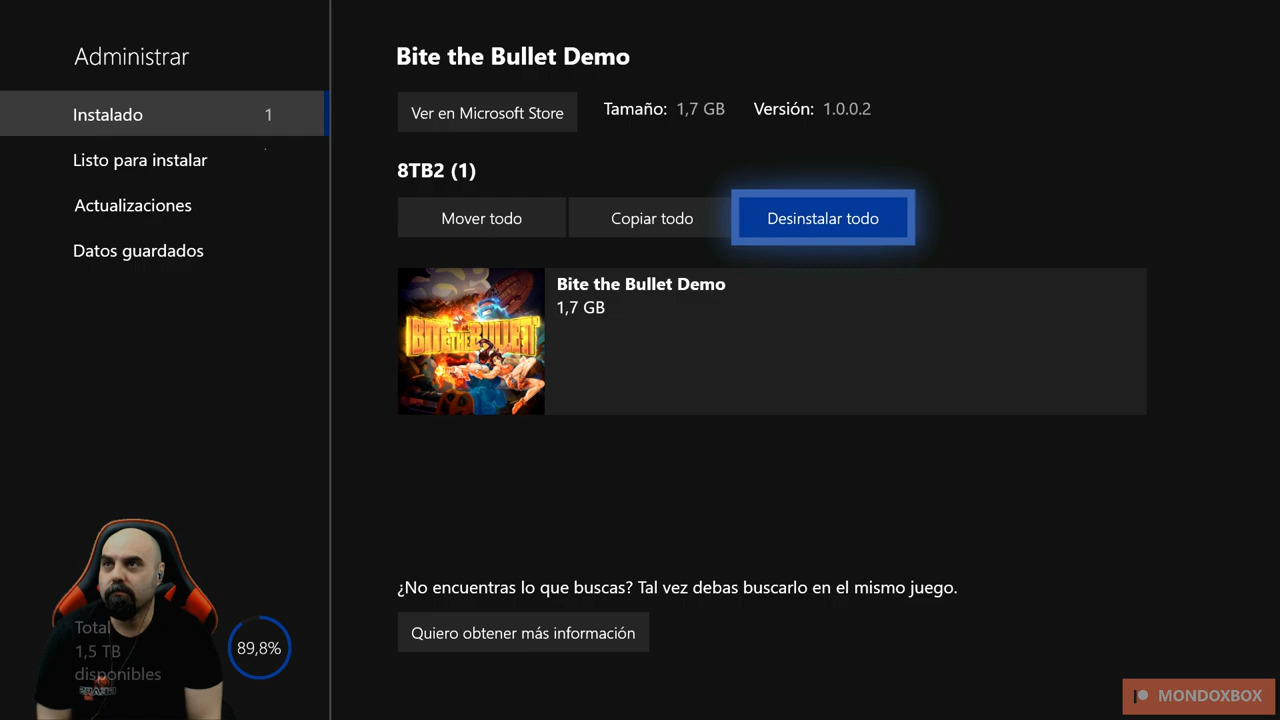 Administrar
Instalado 1
Listo para instalar
Actualizaciones
Datos guardados
Bite the Bullet Demo
Ver en Microsoft Store
Tamaño: 1,7 GB
Versión: 1.0.0.2
8TB2 (1)
Mover todo
Copiar todo
Desinstalar todo
BITE THE BULLET
Bite the Bullet Demo
1,7 GB
¿No encuentras lo que buscas? Tal vez debas buscarlo en el mismo juego.
Quiero obtener más información
Total
1,5 TB
disponibles
89,8%
MONDOXBOX